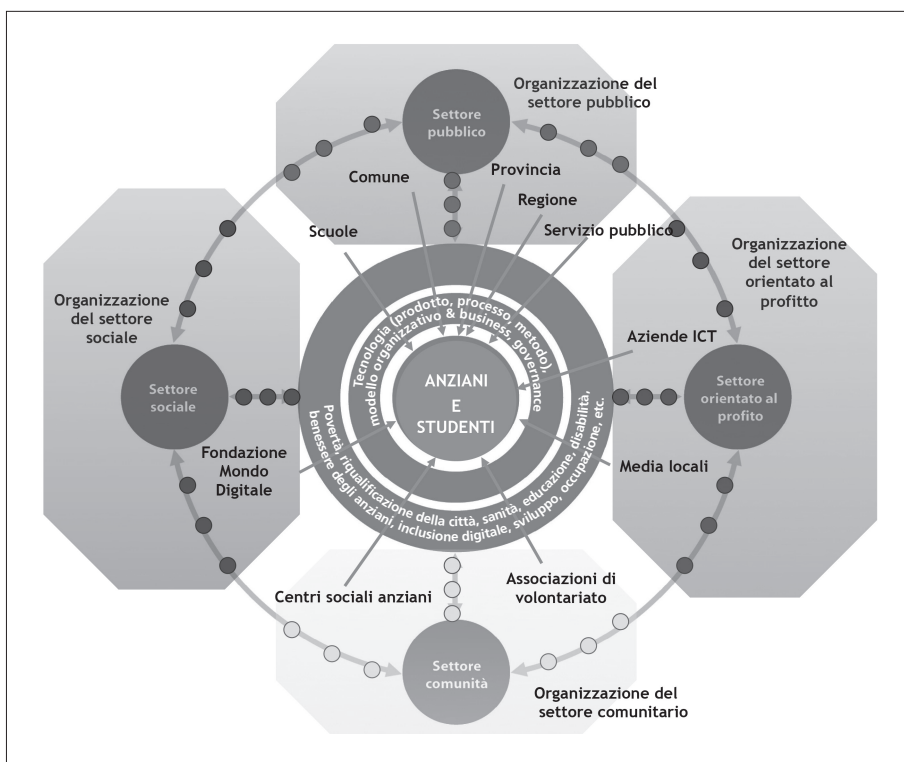 Organizzazione del
settore pubblico
Settore
pubblico
Comune
Provincia
Regione
Scuole
Servizio pubblico
Organizzazione
del settore
orientato al
profitto
Organizzazione
del settore
sociale
Tecnologia (prodotto, processo, metodo),
modello organizzativo & business, governance
Aziende ICT
Settore
sociale
ANZIANI
E
STUDENTI
Settore
orientato al
profito
Povertà, riqualificazione della città, sanità, educazione, disabilità,
benessere degli anziani, inclusione digitale, sviluppo, occupazione, etc.
Fondazione
Mondo
Digitale
Media locali
Centri sociali anziani
Associazioni di
volontariato
Settore
comunità
Organizzazione del
settore comunitario